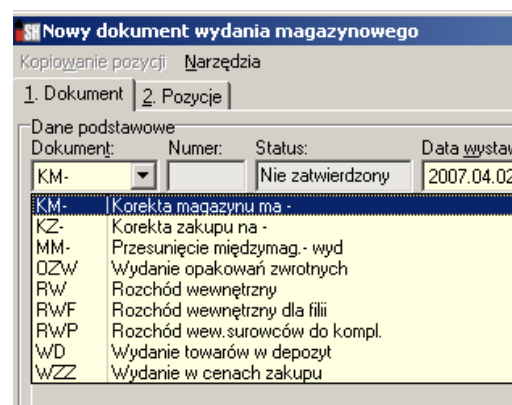 SH Nowy dokument wydania magazynowego
Kopiowanie pozycji Narzędzia
1. Dokument 2. Pozycje
Dane podstawowe
Dokument: Numer: Status: Data wystaw
KM- Nie zatwierdzony 2007.04.02
KM- Korekta magazynu ma -
KZ- Korekta zakupu na -
MM- Przesunięcie międzymag.- wyd
OZW Wydanie opakowań zwrotnych
RW Rozchód wewnętrzny
RWF Rozchód wewnętrzny dla filii
RWP Rozchód wew.surowców do kompl.
WD Wydanie towarów w depozyt
WZZ Wydanie w cenach zakupu